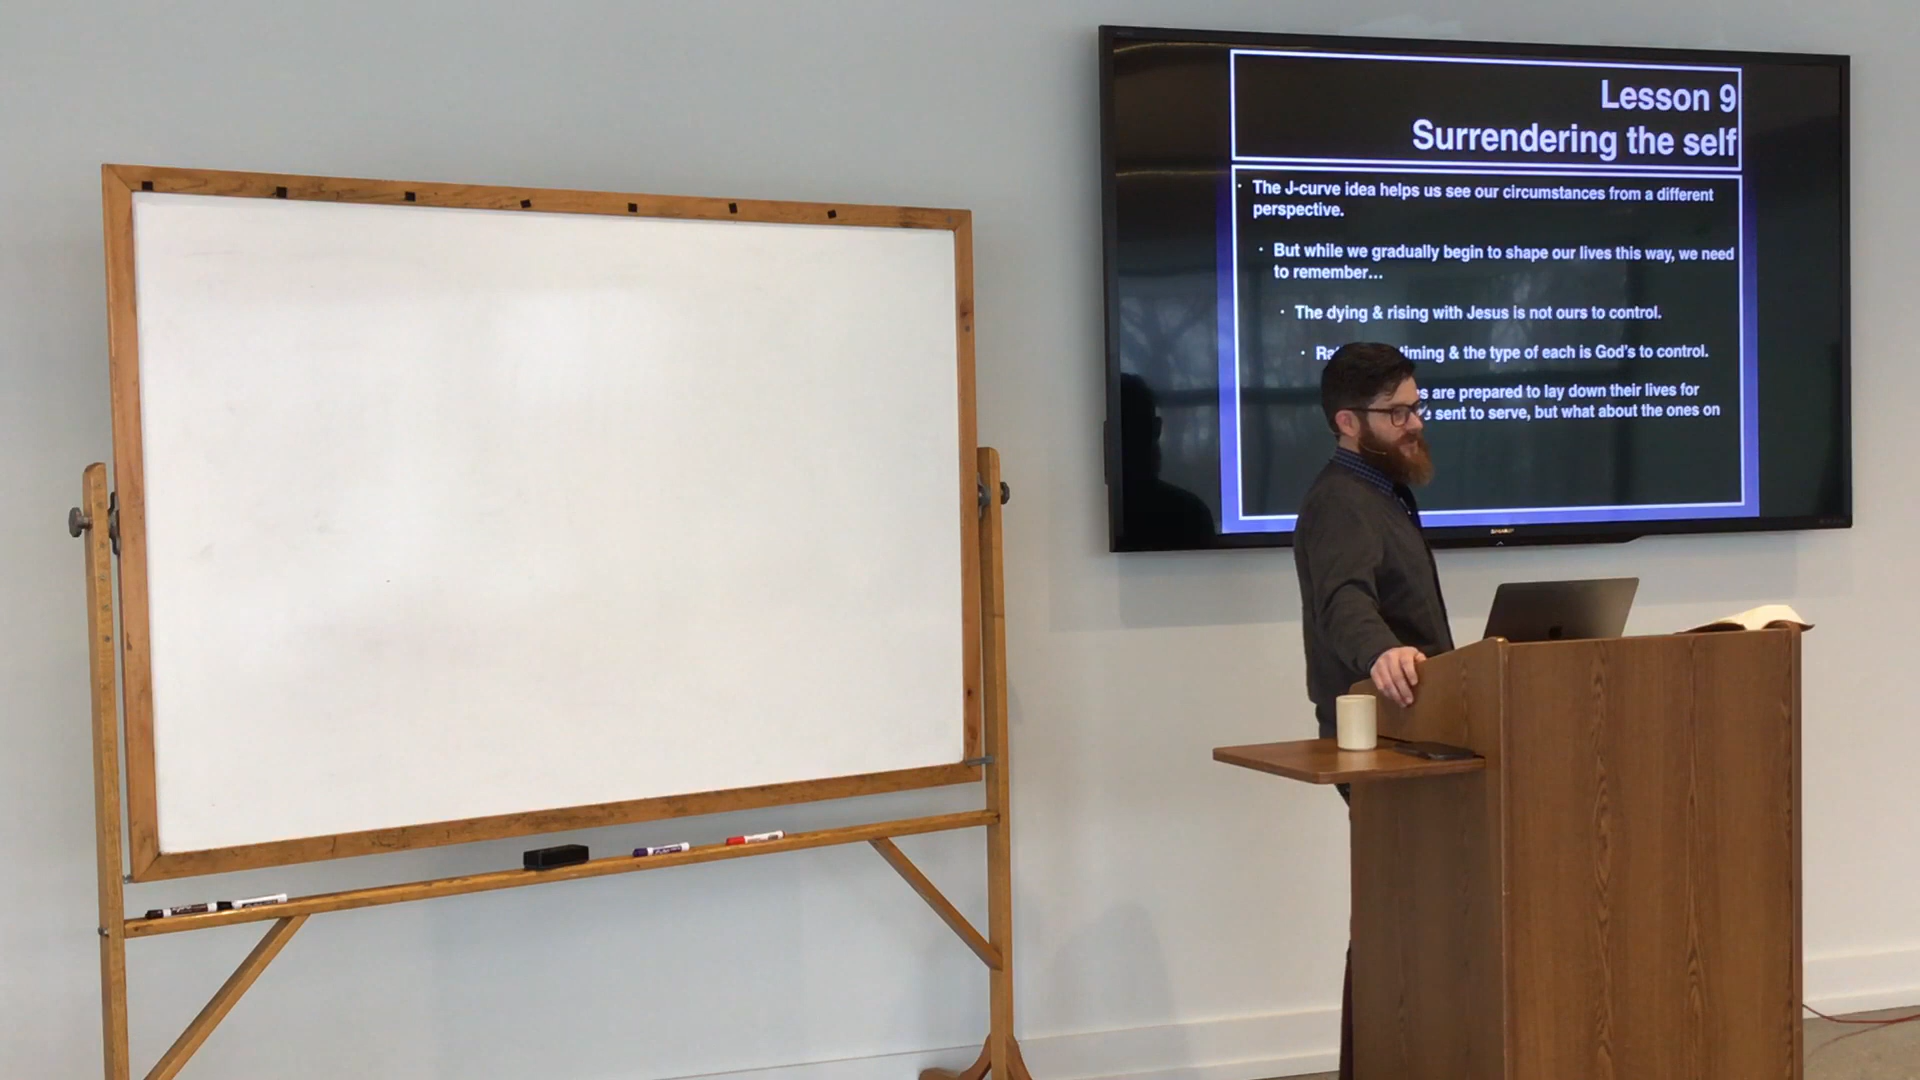 Lesson 9
Surrendering the self
· The J-curve idea helps us see our circumstances from a different
perspective.
· But while we gradually begin to shape our lives this way, we need
to remember...
· The dying & rising with Jesus is not ours to control.
· timing & the type of each is God's to control.
are prepared to lay down their lives for
sent to serve, but what about the ones on
SHARP